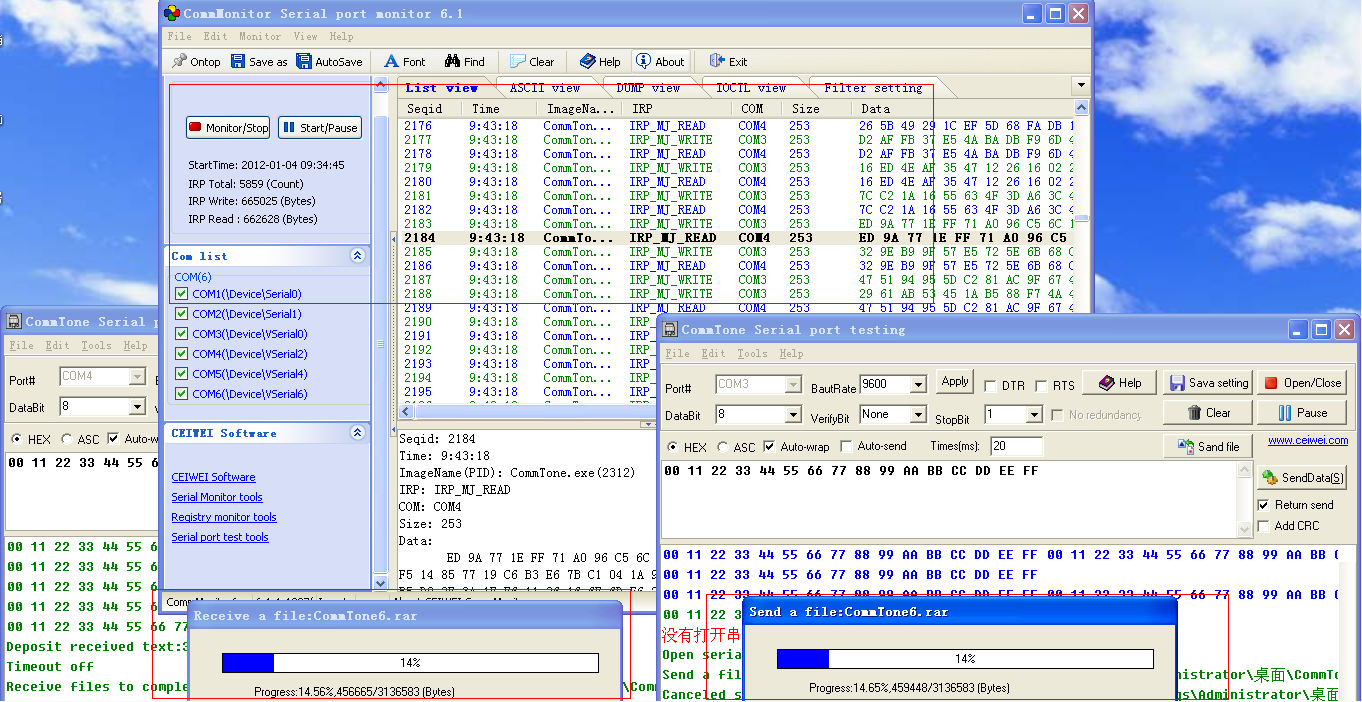 CommMonitor Serial port monitor 6.1
File Edit Monitor View Help
Ontop Save as AutoSave Font Find Clear Help About Exit
Monitor/Stop Start/Pause
StartTime: 2012-01-04 09:34:45
IRP Total: 5859 (Count)
IRP Write: 665025 (Bytes)
IRP Read : 662628 (Bytes)
Com list
COM(6)
COM1(\Device\Serial0)
COM2(\Device\Serial1)
COM3(\Device\VSerial0)
COM4(\Device\VSerial2)
COM5(\Device\VSerial4)
COM6(\Device\VSerial6)
CEIWEI Software
CEIWEI Software
Serial Monitor tools
Registry monitor tools
Serial port test tools
List view ASCII view DUMP view IOCTL view Filter setting
Seqid Time ImageNa... IRP COM Size Data
2176 9:43:18 CommTon... IRP_MJ_READ COM4 253 26 5B 49 29 1C EF 5D 68 FA DB
2177 9:43:18 CommTon... IRP_MJ_WRITE COM3 253 D2 AF FB 37 E5 4A BA DB F9 6D
2178 9:43:18 CommTon... IRP_MJ_READ COM4 253 D2 AF FB 37 E5 4A BA DB F9 6D
2179 9:43:18 CommTon... IRP_MJ_WRITE COM3 253 16 ED 4E AF 35 47 12 26 16 02
2180 9:43:18 CommTon... IRP_MJ_READ COM4 253 16 ED 4E AF 35 47 12 26 16 02
2181 9:43:18 CommTon... IRP_MJ_WRITE COM3 253 7C C2 1A 16 55 63 4F 3D A6 3C
2182 9:43:18 CommTon... IRP_MJ_READ COM4 253 7C C2 1A 16 55 63 4F 3D A6 3C
2183 9:43:18 CommTon... IRP_MJ_WRITE COM3 253 ED 9A 77 1E FF 71 A0 96 C5 6C
2184 9:43:18 CommTo... IRP_MJ_READ COM4 253 ED 9A 77 1E FF 71 A0 96 C5
2185 9:43:18 CommTon... IRP_MJ_WRITE COM3 253 32 9E B9 9F 57 E5 72 5E 6B 68
2186 9:43:18 CommTon... IRP_MJ_READ COM4 253 32 9E B9 9F 57 E5 72 5E 6B 68
2187 9:43:18 CommTon... IRP_MJ_WRITE COM3 253 47 51 94 95 5D C2 81 AC 9F 67
2188 9:43:18 CommTon... IRP_MJ_WRITE COM3 253 29 61 AB 53 45 1A B5 88 F7 4A
2189 9:43:18 CommTon... IRP_MJ_READ COM4 253 47 51 94 95 5D C2 81 AC 9F 67
2190 9:43:18 CommTon... IRP_
2191 9:43:18 CommTon... IRP_
2192 9:43:18 CommTon... IRP_
2193 9:43:18 CommTon... IRP_
2194 9:43:18 CommTon... IRP_
2195 9:43:18 CommTon... IRP_
Seqid: 2184
Time: 9:43:18
ImageName(PID): CommTone.exe(2312)
IRP: IRP_MJ_READ
COM: COM4
Size: 253
Data:
ED 9A 77 1E FF 71 A0 96 C5 6C
F5 14 85 77 19 C6 B3 E6 7B C1 04 1A
CommTone Serial
File Edit Tools Help
Port# COM4
DataBit 8
HEX ASC Auto-w
00 11 22 33 44 55 66 77
00 11 22 33 44 55
00 11 22 33 44 55
00 11 22 33 44 55
00 11 22 33 44 55
00 11 22 33 44 55 66 77
Deposit received text:
Timeout off
Receive files to comple
Receive a file:CommTone6.rar
14%
Progress:14.56%,456665/3136583 (Bytes)
CommTone Serial port testing
File Edit Tools Help
Port# COM3 BautRate 9600 Apply DTR RTS Help Sava setting Open/Close
DataBit 8 VerifyBit None StopBit 1 No redundancy Clear Pause
HEX ASC Auto-wrap Auto-send Times(ms): 20 Sand file www.ceiwei.com
00 11 22 33 44 55 66 77 88 99 AA BB CC DD EE FF
SendData(S)
Return send
Add CRC
00 11 22 33 44 55 66 77 88 99 AA BB CC DD EE FF 00 11 22 33 44 55 66 77 88 99 AA BB
00 11 22 33 44 55 66 77 88 99 AA BB CC DD EE FF
00 11 22 33 44 55 66 77 88 99 AA BB CC DD EE FF 00 11 22 33 44 55 66 77 88 99 AA BB
00 11 22
没有打开串
Open seria
Send a fil nistrator\桌面\CommTo
Canceled s gs\Administrator\桌面
Send a file:CommTone6.rar
14%
Progress:14.65%,459448/3136583 (Bytes)